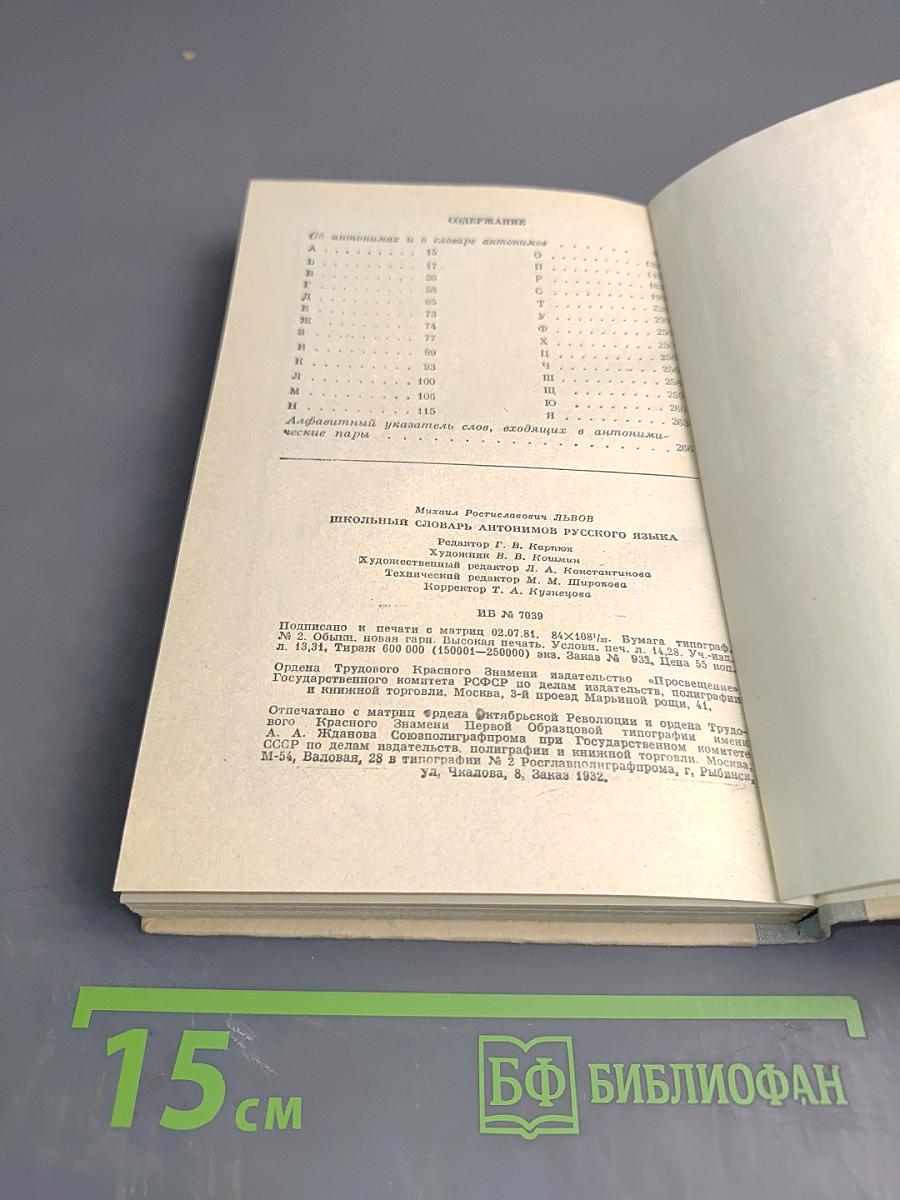 СОДЕРЖАНИЕ
Об антонимах и о словаре антонимов . . . . . .
А . . . . . . . . . 15
Б . . . . . . . . . 17
В . . . . . . . . . 26
Г . . . . . . . . . 58
Д . . . . . . . . . 65
Е . . . . . . . . . 73
Ж . . . . . . . . . 74
З . . . . . . . . . 77
И . . . . . . . . . 89
К . . . . . . . . . 93
Л . . . . . . . . . 100
М . . . . . . . . . 106
Н . . . . . . . . . 115
О . . . . . . . . .
П . . . . . . . . .
Р . . . . . . . . .
С . . . . . . . . .
Т . . . . . . . . .
У . . . . . . . . .
Ф . . . . . . . . .
Х . . . . . . . . .
Ц . . . . . . . . .
Ч . . . . . . . . .
Ш . . . . . . . . .
Щ . . . . . . . . .
Ю . . . . . . . . .
Я . . . . . . . . . 263
Алфавитный указатель слов, входящих в антоними-
ческие пары . . . . . . . . . . . . . . . . 266
Михаил Ростиславович ЛЬВОВ
ШКОЛЬНЫЙ СЛОВАРЬ АНТОНИМОВ РУССКОГО ЯЗЫКА
Редактор Г. В. Карпюк
Художник В. В. Кошмин
Художественный редактор Л. А. Константинова
Технический редактор М. М. Широкова
Корректор Т. А. Кузнецова
ИБ № 7039
Подписано к печати с матриц 02.07.81. 84×108 1/32. Бумага типограф.
№ 2. Обыкн. новая гарн. Высокая печать. Условн. печ. л. 14,28. Уч.-изд.
л. 13,31. Тираж 600 000 (150001—250000) экз. Заказ № 933. Цена 55 коп.
Ордена Трудового Красного Знамени издательство «Просвещение»
Государственного комитета РСФСР по делам издательств, полиграфии
и книжной торговли. Москва, 3-й проезд Марьиной рощи, 41.
Отпечатано с матриц ордена Октябрьской Революции и ордена Трудо-
вого Красного Знамени Первой Образцовой типографии имени
А. А. Жданова Союзполиграфпрома при Государственном комитете
СССР по делам издательств, полиграфии и книжной торговли. Москва,
М-54, Валовая, 28 в типографии № 2 Росглавполиграфпрома, г. Рыбинск,
ул. Чкалова, 8. Заказ 1932.
15 см
БФ БИБЛИОФАН